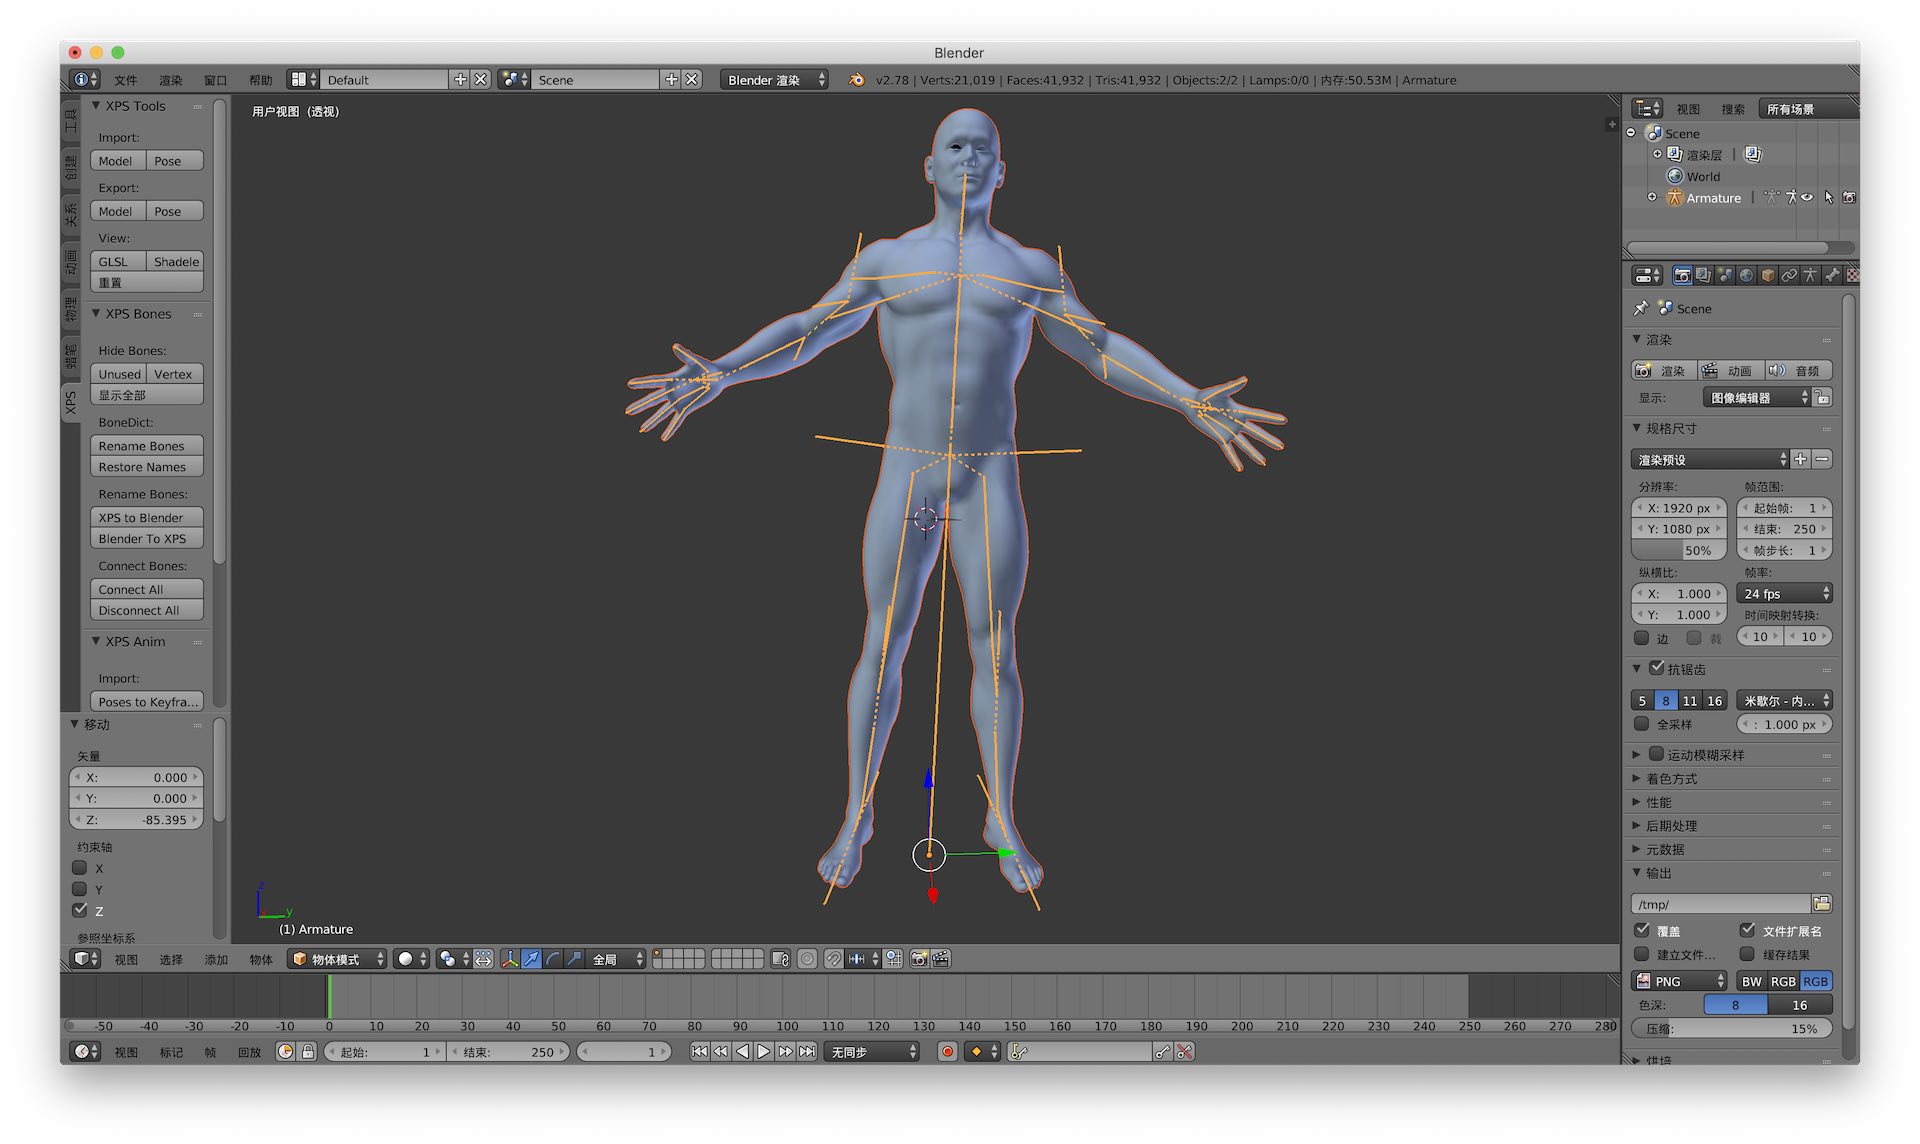 Blender
文件 渲染 窗口 帮助 Default Scene Blender 渲染 v2.78 | Verts:21,019 | Faces:41,932 | Tris:41,932 | Objects:2/2 | Lamps:0/0 | 内存:50.53M | Armature
工具
创建
关系
动画
物理
蜡笔
XPS
XPS Tools
Import:
Model Pose
Export:
Model Pose
View:
GLSL Shadele
重置
XPS Bones
Hide Bones:
Unused Vertex
显示全部
BoneDict:
Rename Bones
Restore Names
Rename Bones:
XPS to Blender
Blender To XPS
Connect Bones:
Connect All
Disconnect All
XPS Anim
Import:
Poses to Keyfra...
移动
矢量
X: 0.000
Y: 0.000
Z: -85.395
约束轴
X
Y
Z
参照坐标系
用户视图 (透视)
z
y
(1) Armature
视图 选择 添加 物体 物体模式 全局
-50 -40 -30 -20 -10 0 10 20 30 40 50 60 70 80 90 100 110 120 130 140 150 160 170 180 190 200 210 220 230 240 250 260 270 280
视图 标记 帧 回放 起始: 1 结束: 250 1 无同步
视图 搜索 所有场景
Scene
渲染层 |
World
Armature |
Scene
渲染
渲染 动画 音频
显示: 图像编辑器
规格尺寸
渲染预设
分辨率: 帧范围:
X: 1920 px 起始帧: 1
Y: 1080 px 结束: 250
50% 帧步长: 1
纵横比: 帧率:
X: 1.000 24 fps
Y: 1.000 时间映射转换:
边 裁 10 10
抗锯齿
5 8 11 16 米歇尔 - 内...
全采样 : 1.000 px
运动模糊采样
着色方式
性能
后期处理
元数据
输出
/tmp/
覆盖 文件扩展名
建立文件... 缓存结果
PNG BW RGB RGB
色深: 8 16
压缩: 15%
烘焙